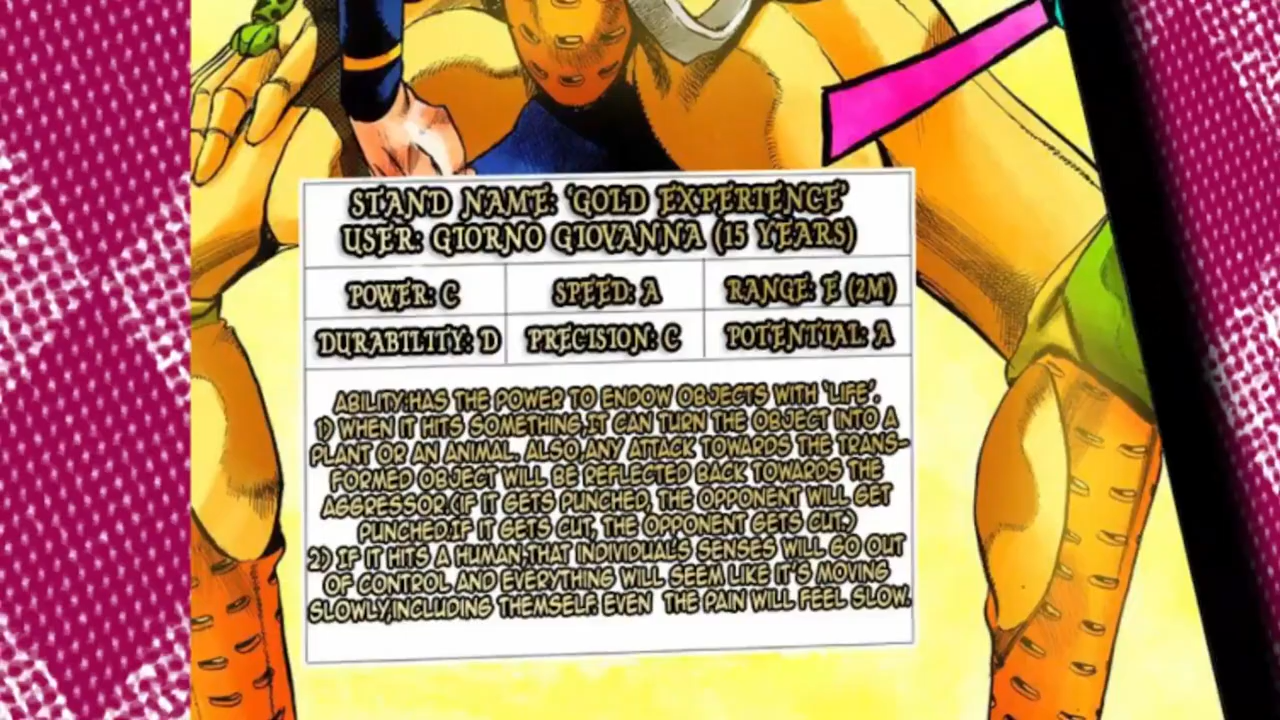 STAND NAME: 'GOLD EXPERIENCE'
USER: GIORNO GIOVANNA (15 YEARS)
POWER: C SPEED: A RANGE: E (2M)
DURABILITY: D PRECISION: C POTENTIAL: A
ABILITY:HAS THE POWER TO ENDOW OBJECTS WITH 'LIFE'.
1) WHEN IT HITS SOMETHING,IT CAN TURN THE OBJECT INTO A
PLANT OR AN ANIMAL. ALSO,ANY ATTACK TOWARDS THE TRANS-
FORMED OBJECT WILL BE REFLECTED BACK TOWARDS THE
AGGRESSOR.(IF IT GETS PUNCHED, THE OPPONENT WILL GET
PUNCHED.IF IT GETS CUT, THE OPPONENT GETS CUT.)
2) IF IT HITS A HUMAN,THAT INDIVIDUAL'S SENSES WILL GO OUT
OF CONTROL AND EVERYTHING WILL SEEM LIKE IT'S MOVING
SLOWLY,INCLUDING THEMSELF. EVEN THE PAIN WILL FEEL SLOW.